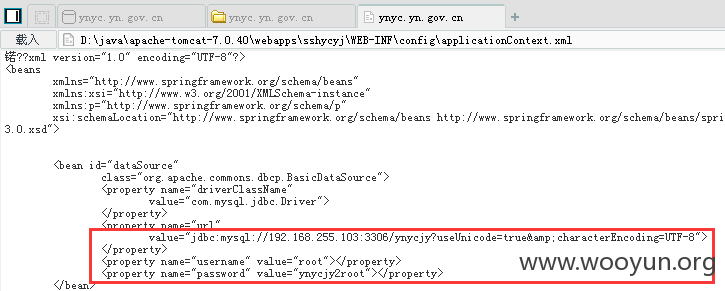 ynyc.yn.gov.cn ynyc.yn.gov.cn ynyc.yn.gov.cn
载入 D:\java\apache-tomcat-7.0.40\webapps\sshycyj\WEB-INF\config\applicationContext.xml
锘??xml version="1.0" encoding="UTF-8"?>
<beans
xmlns="http://www.springframework.org/schema/beans"
xmlns:xsi="http://www.w3.org/2001/XMLSchema-instance"
xmlns:p="http://www.springframework.org/schema/p"
xsi:schemaLocation="http://www.springframework.org/schema/beans http://www.springframework.org/schema/beans/spri
3.0.xsd">
<bean id="dataSource"
class="org.apache.commons.dbcp.BasicDataSource">
<property name="driverClassName"
value="com.mysql.jdbc.Driver">
</property>
<property name="url"
value="jdbc:mysql://192.168.255.103:3306/ynycjy?useUnicode=true&amp;characterEncoding=UTF-8">
</property>
<property name="username" value="root"></property>
<property name="password" value="ynycjy2root"></property>
</bean>
www.wooyun.org